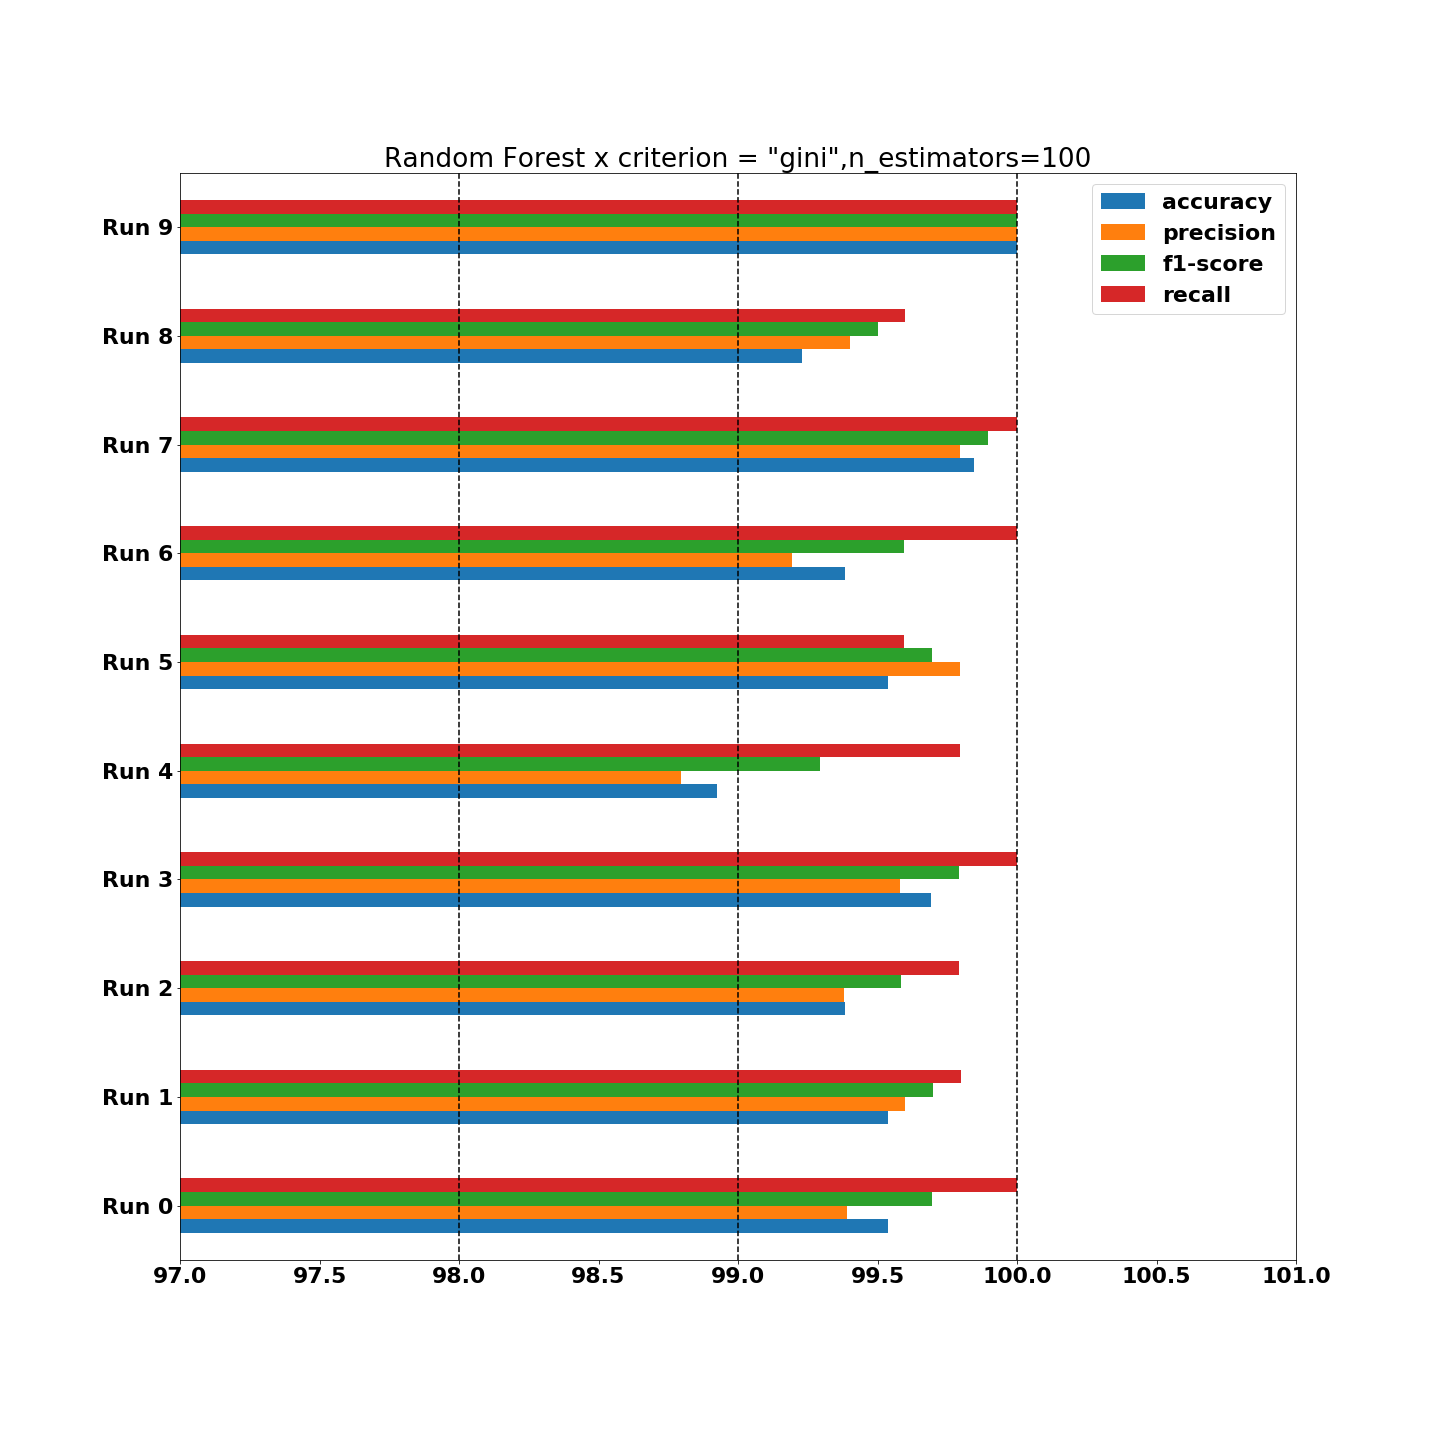 Random Forest x criterion = "gini",n_estimators=100
accuracy
precision
f1-score
recall
Run 9
Run 8
Run 7
Run 6
Run 5
Run 4
Run 3
Run 2
Run 1
Run 0
97.0 97.5 98.0 98.5 99.0 99.5 100.0 100.5 101.0